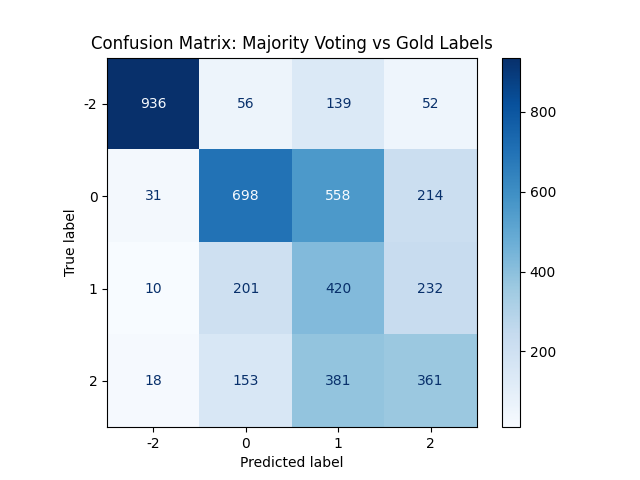 Confusion Matrix: Majority Voting vs Gold Labels
-2 936 56 139 52
0 31 698 558 214
1 10 201 420 232
2 18 153 381 361
-2 0 1 2
Predicted label
True label
800
600
400
200